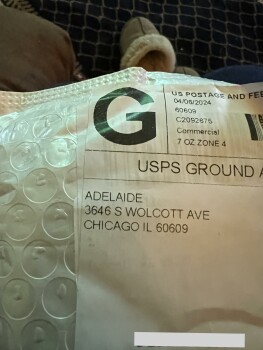 G
US POSTAGE AND FEE
04/06/2024
60609
C2092676
Commercial
7 OZ ZONE 4
USPS GROUND A
ADELAIDE
3646 S WOLCOTT AVE
CHICAGO IL 60609